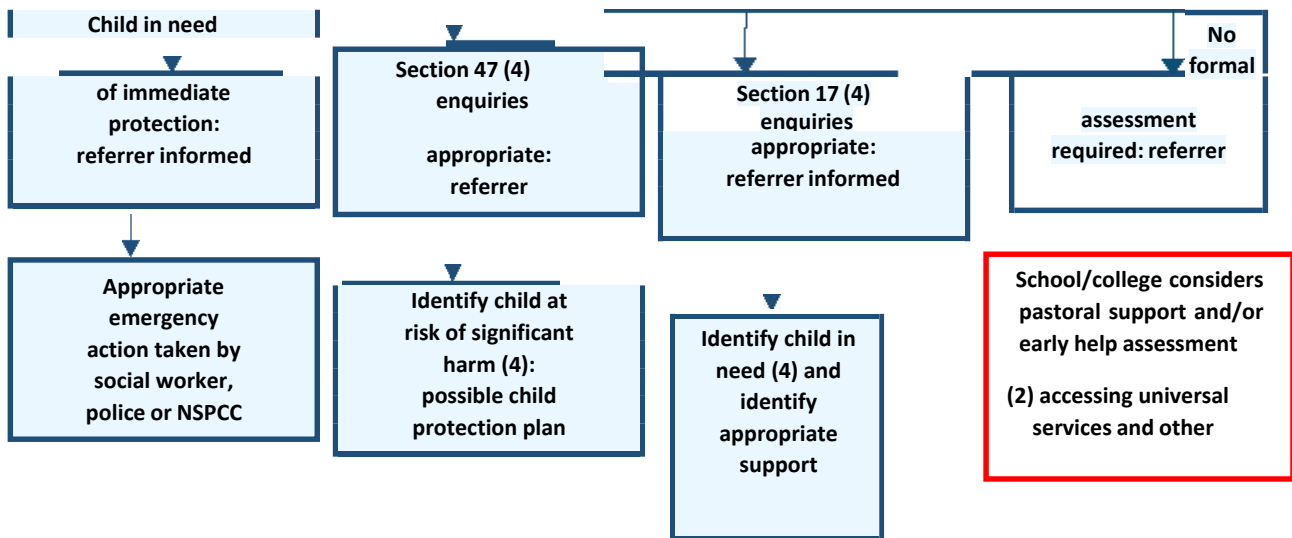 Child in need
of immediate
protection:
referrer informed
Section 47 (4)
enquiries
appropriate:
referrer
Section 17 (4)
enquiries
appropriate:
referrer informed
No
formal
assessment
required: referrer
Appropriate
emergency
action taken by
social worker,
police or NSPCC
Identify child at
risk of significant
harm (4):
possible child
protection plan
Identify child in
need (4) and
identify
appropriate
support
School/college considers
pastoral support and/or
early help assessment
(2) accessing universal
services and other